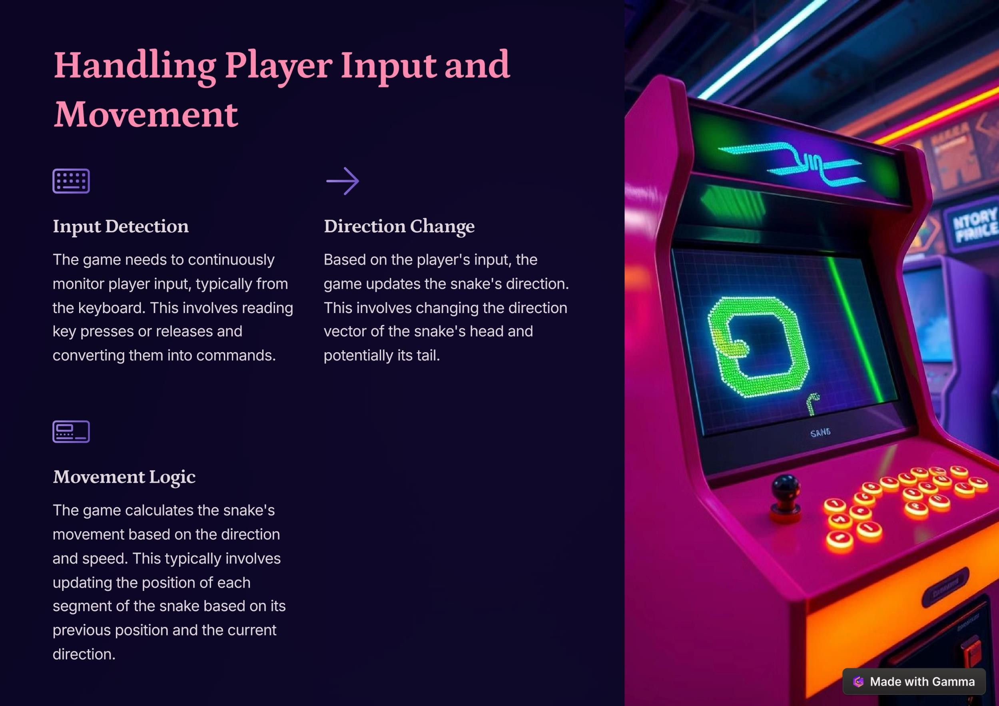 Handling Player Input and
Movement
Input Detection
The game needs to continuously
monitor player input, typically from
the keyboard. This involves reading
key presses or releases and
converting them into commands.
Direction Change
Based on the player's input, the
game updates the snake's direction.
This involves changing the direction
vector of the snake's head and
potentially its tail.
Movement Logic
The game calculates the snake's
movement based on the direction
and speed. This typically involves
updating the position of each
segment of the snake based on its
previous position and the current
direction.
NTORY
PRIICE
Made with Gamma